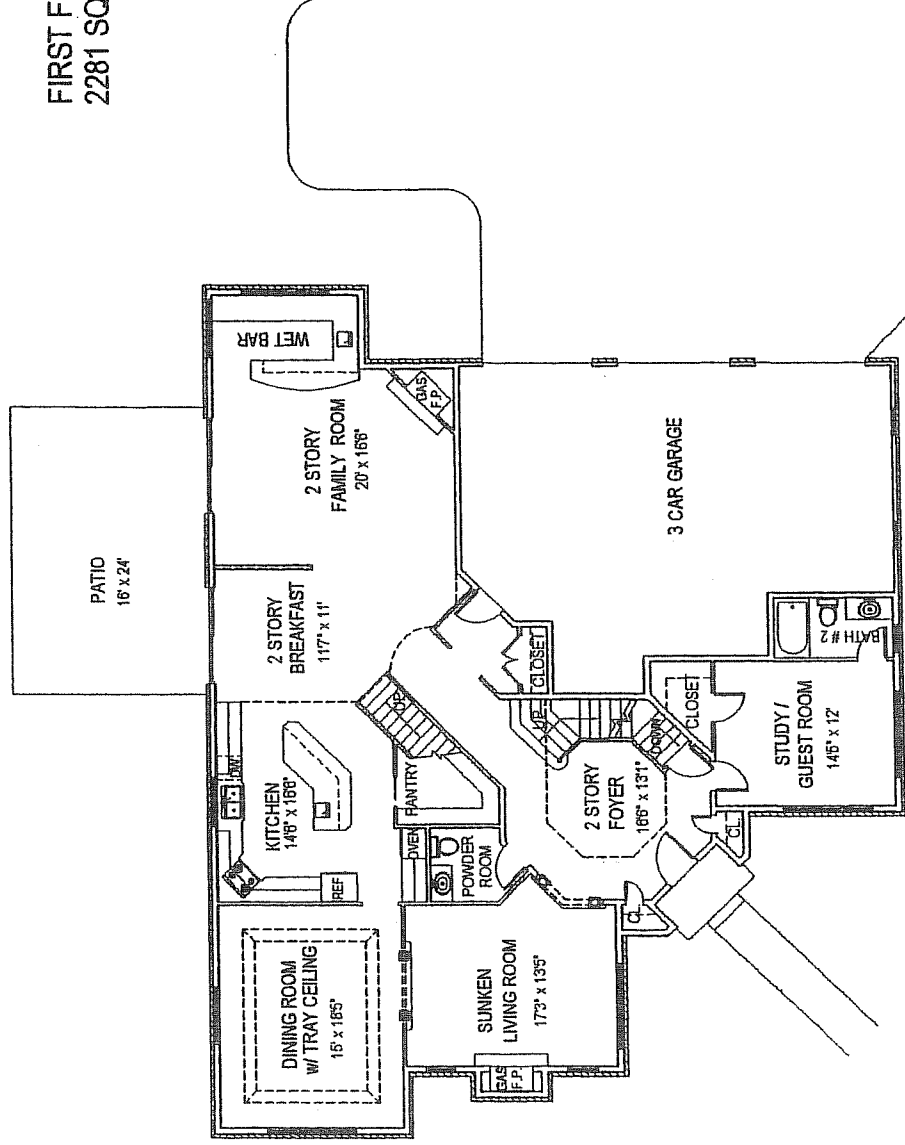 FIRST F
2281 SQ
PATIO
16' x 24'
WET BAR
GAS
F.P.
2 STORY
FAMILY ROOM
20' x 16'6"
2 STORY
BREAKFAST
11'7" x 11'
3 CAR GARAGE
DW
KITCHEN
14'6" x 16'6"
REF
OVEN
PANTRY
UP
CLOSET
UP
DOWN
CLOSET
BATH # 2
STUDY /
GUEST ROOM
14'5" x 12'
2 STORY
FOYER
16'6" x 13'1"
CL.
CL
POWDER
ROOM
DINING ROOM
w/ TRAY CEILING
15' x 16'5"
SUNKEN
LIVING ROOM
17'3" x 13'5"
GAS
F.P.